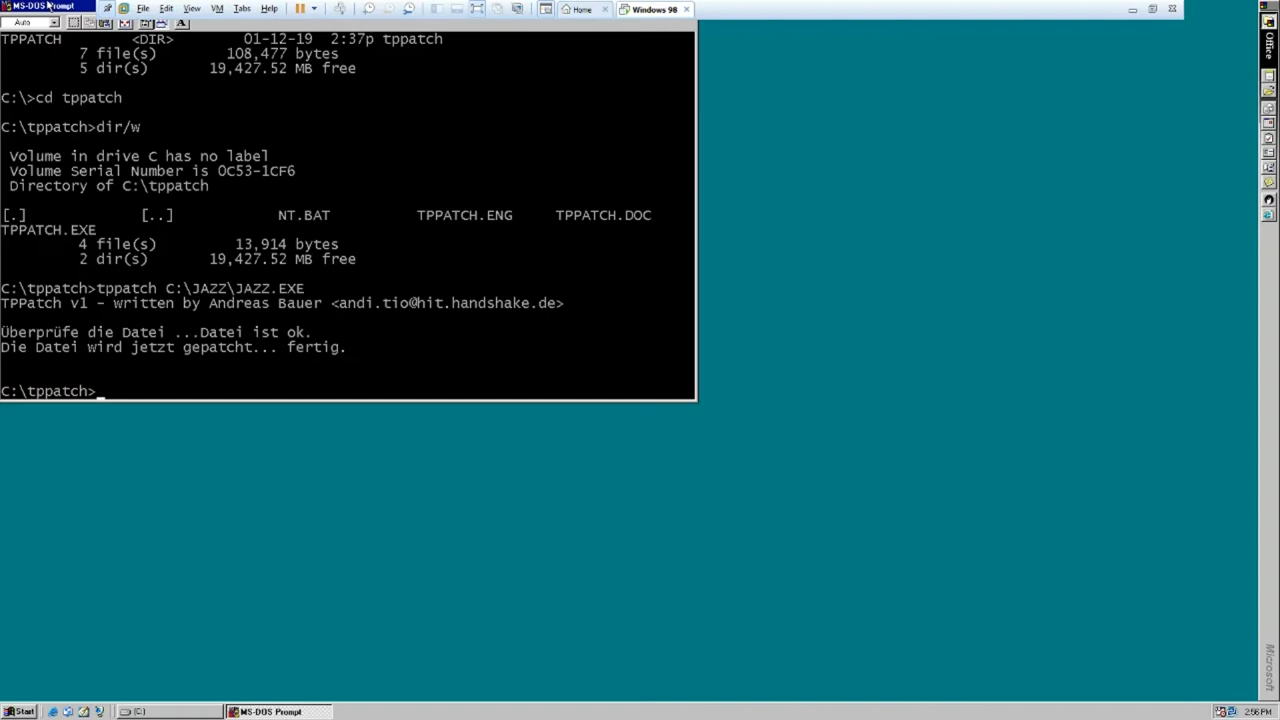 MS-DOS Prompt
File Edit View VM Tabs Help
Home
Windows 98
Auto
A
TPPATCH <DIR> 01-12-19 2:37p tppatch
7 file(s) 108,477 bytes
5 dir(s) 19,427.52 MB free
C:\>cd tppatch
C:\tppatch>dir/w
Volume in drive C has no label
Volume Serial Number is 0C53-1CF6
Directory of C:\tppatch
[.] [..] NT.BAT TPPATCH.ENG TPPATCH.DOC
TPPATCH.EXE
4 file(s) 13,914 bytes
2 dir(s) 19,427.52 MB free
C:\tppatch>tppatch C:\JAZZ\JAZZ.EXE
TPPatch v1 - written by Andreas Bauer <andi.tio@hit.handshake.de>
Überprüfe die Datei ...Datei ist ok.
Die Datei wird jetzt gepatcht... fertig.
C:\tppatch>_
Office
Microsoft
Start
(C:)
MS-DOS Prompt
2:56 PM